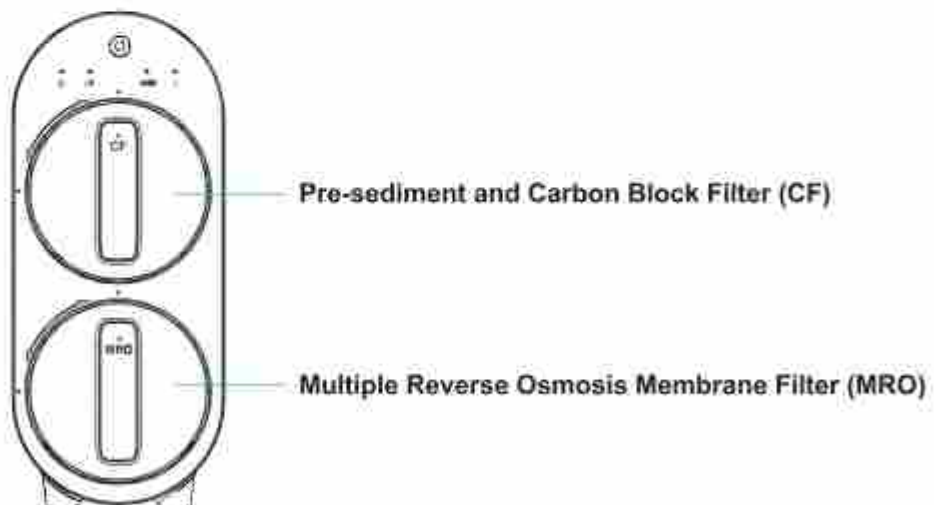 CF
Pre-sediment and Carbon Block Filter (CF)
MRO
Multiple Reverse Osmosis Membrane Filter (MRO)